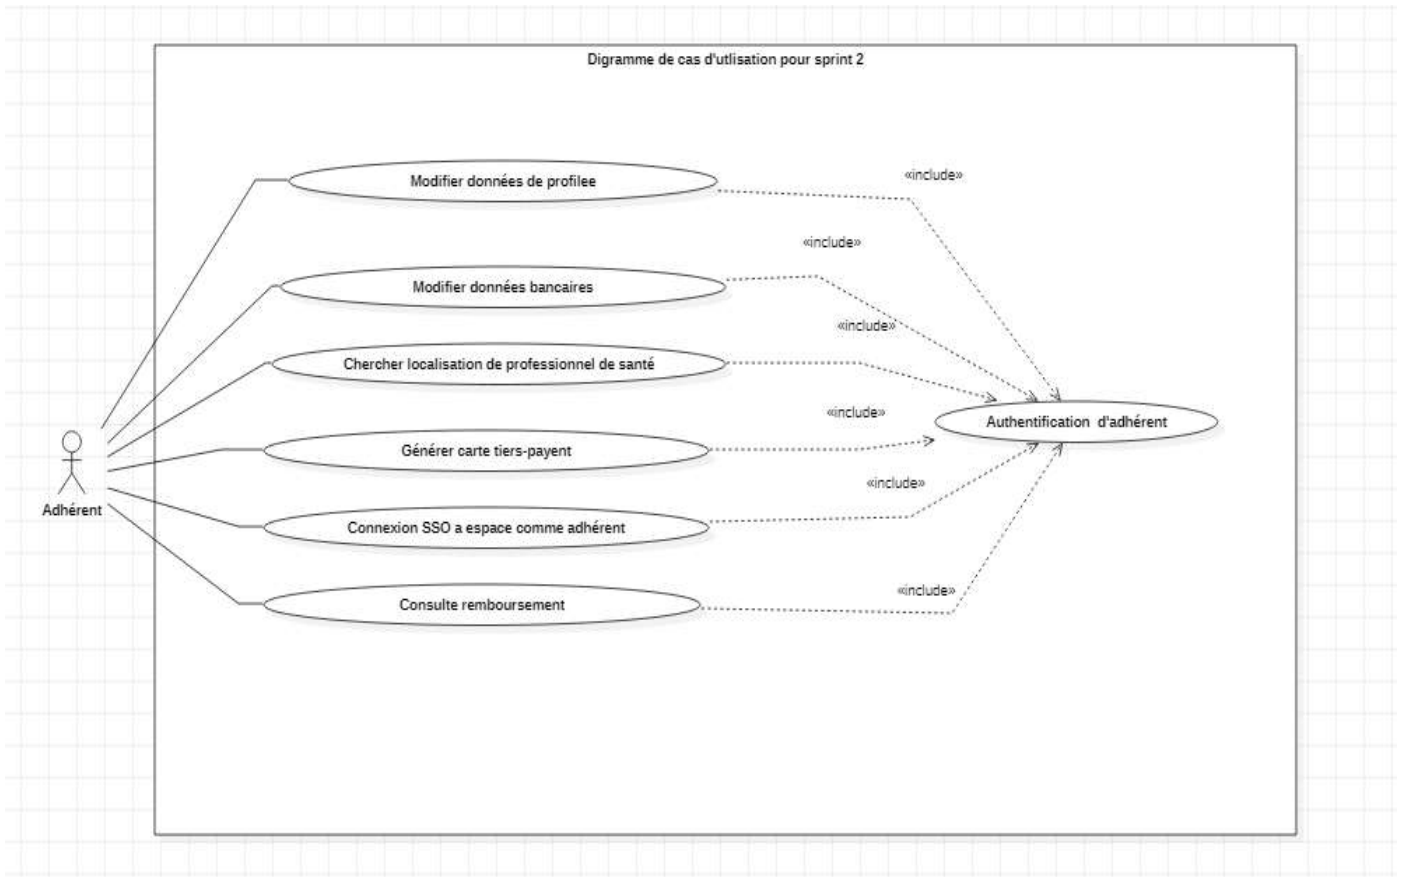 Digramme de cas d'utlisation pour sprint 2
Modifier données de profilee
«include»
«include»
Modifier données bancaires
«include»
Chercher localisation de professionnel de santé
«include»
Authentification d'adhérent
Générer carte tiers-payent
«include»
Adhérent
Connexion SSO a espace comme adhérent
«include»
Consulte remboursement